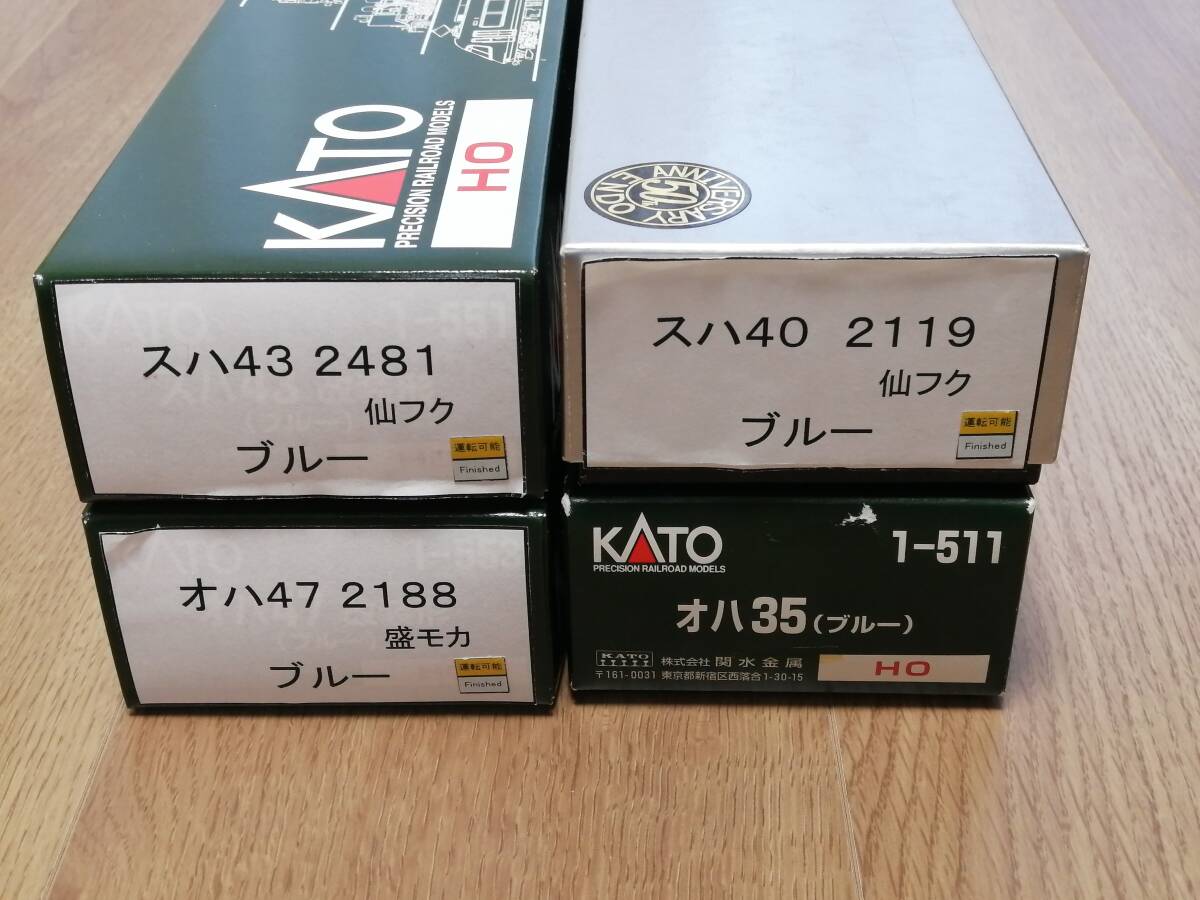 KATO
PRECISION RAILROAD MODELS
HO
50th
ANNIVERSARY
ENDO
スハ43 2481
仙フク
ブルー
運転可能
Finished
スハ40 2119
仙フク
ブルー
運転可能
Finished
オハ47 2188
盛モカ
ブルー
運転可能
Finished
KATO
PRECISION RAILROAD MODELS
1-511
オハ35(ブルー)
KATO
株式会社 関水金属
〒161-0031 東京都新宿区西落合1-30-15
HO